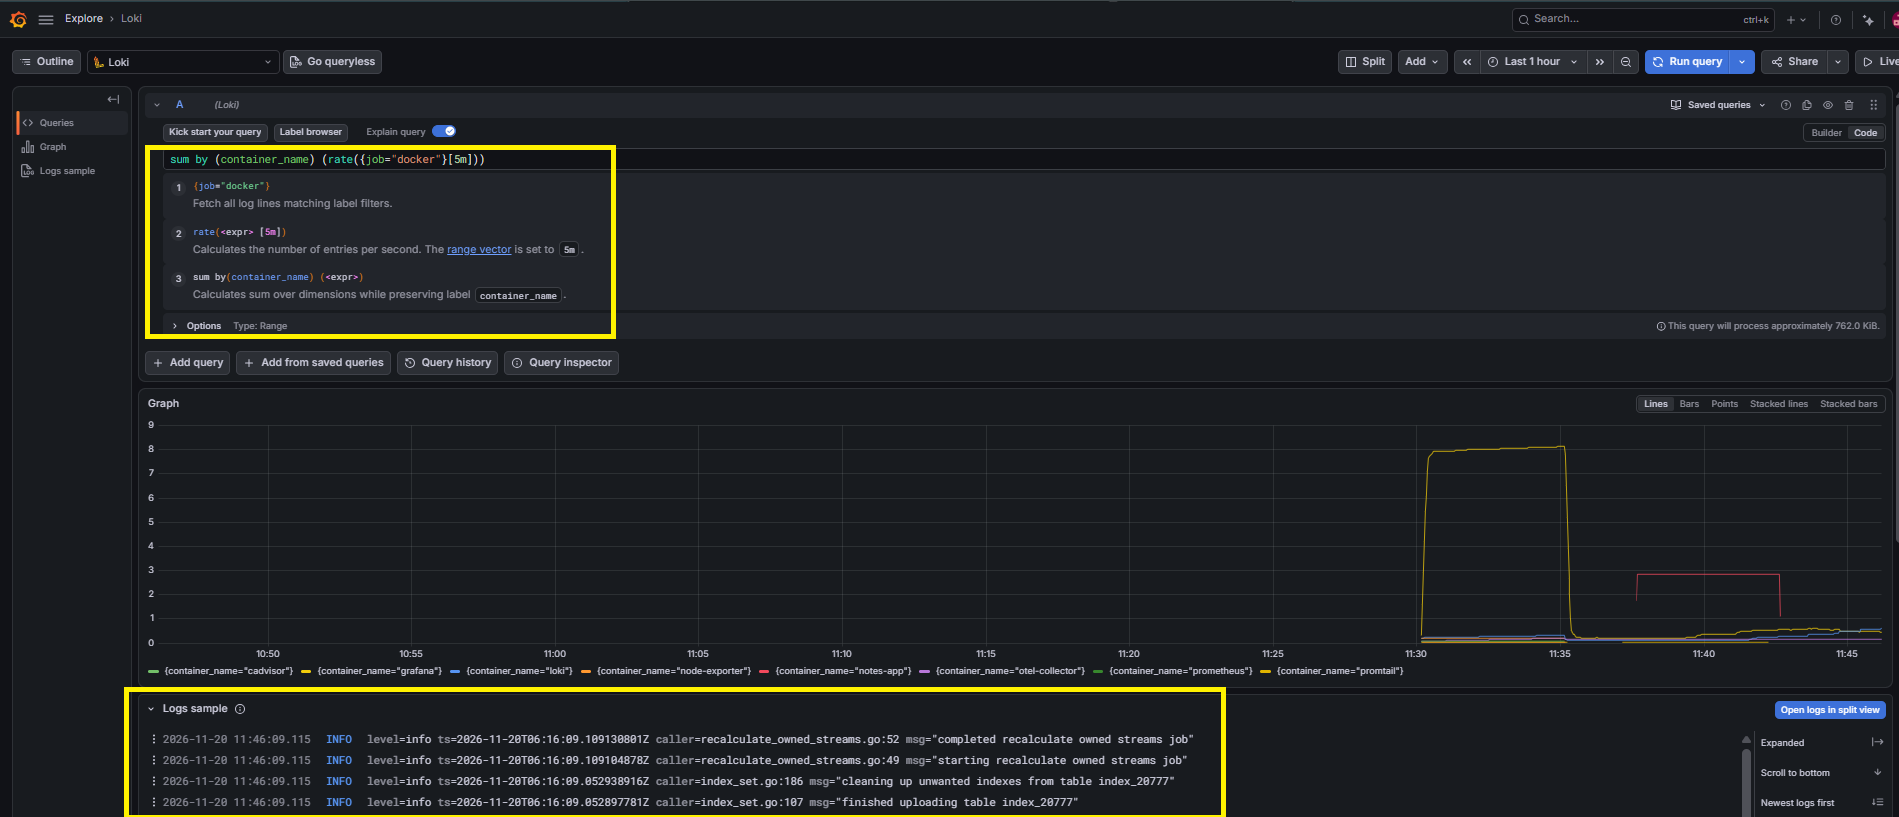 Explore › Loki
Search... ctrl+k
Outline Loki Go queryless Split Add Last 1 hour Run query Share Live
Queries
Graph
Logs sample
A (Loki) Saved queries
Kick start your query Label browser Explain query Builder Code
sum by (container_name) (rate({job="docker"}[5m]))
1 {job="docker"}
Fetch all log lines matching label filters.
2 rate(<expr> [5m])
Calculates the number of entries per second. The range vector is set to 5m .
3 sum by(container_name) (<expr>)
Calculates sum over dimensions while preserving label container_name .
Options Type: Range This query will process approximately 762.0 KiB.
+ Add query + Add from saved queries Query history Query inspector
Graph Lines Bars Points Stacked lines Stacked bars
9
8
7
6
5
4
3
2
1
0
10:50 10:55 11:00 11:05 11:10 11:15 11:20 11:25 11:30 11:35 11:40 11:45
{container_name="cadvisor"} {container_name="grafana"} {container_name="loki"} {container_name="node-exporter"} {container_name="notes-app"} {container_name="otel-collector"} {container_name="prometheus"} {container_name="promtail"}
Logs sample Open logs in split view
2026-11-20 11:46:09.115 INFO level=info ts=2026-11-20T06:16:09.109130801Z caller=recalculate_owned_streams.go:52 msg="completed recalculate owned streams job"
2026-11-20 11:46:09.115 INFO level=info ts=2026-11-20T06:16:09.109104878Z caller=recalculate_owned_streams.go:49 msg="starting recalculate owned streams job"
2026-11-20 11:46:09.115 INFO level=info ts=2026-11-20T06:16:09.052938916Z caller=index_set.go:186 msg="cleaning up unwanted indexes from table index_20777"
2026-11-20 11:46:09.115 INFO level=info ts=2026-11-20T06:16:09.052897781Z caller=index_set.go:107 msg="finished uploading table index_20777"
Expanded
Scroll to bottom
Newest logs first